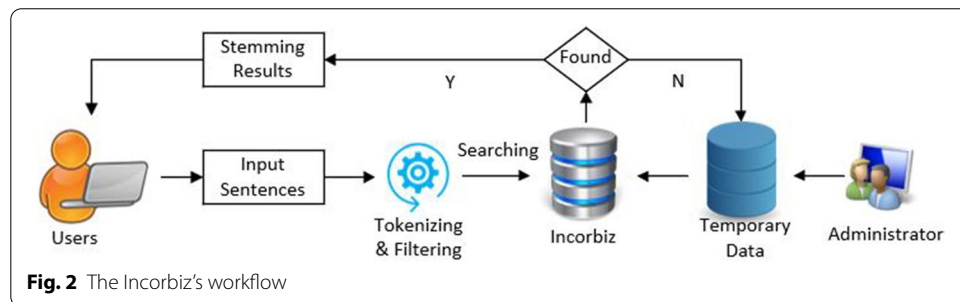 Stemming
Results
Found
Y
N
Input
Sentences
Searching
Users
Tokenizing
& Filtering
Incorbiz
Temporary
Data
Administrator
Fig. 2 The Incorbiz's workflow